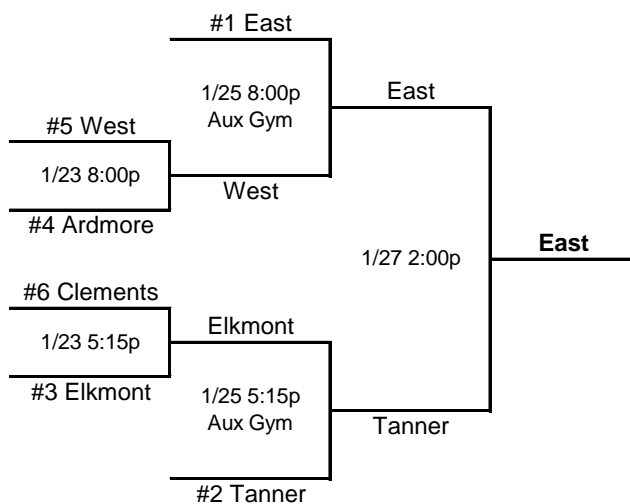 #1 East
1/25 8:00p
Aux Gym
East
#5 West
1/23 8:00p
West
#4 Ardmore
East
1/27 2:00p
#6 Clements
Elkmont
1/23 5:15p
#3 Elkmont
1/25 5:15p
Aux Gym
Tanner
#2 Tanner